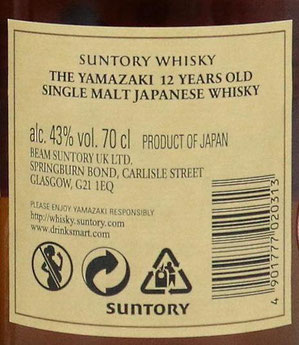 SUNTORY WHISKY
THE YAMAZAKI 12 YEARS OLD
SINGLE MALT JAPANESE WHISKY
alc. 43% vol. 70 cl PRODUCT OF JAPAN
BEAM SUNTORY UK LTD.
SPRINGBURN BOND, CARLISLE STREET
GLASGOW, G21 1EQ
PLEASE ENJOY YAMAZAKI RESPONSIBLY
http://whisky.suntory.com
www.drinksmart.com
SUNTORY
4 901777 020313